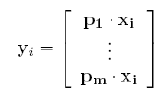 y_i = [ p_1 · x_i
⋮
p_m · x_i ]